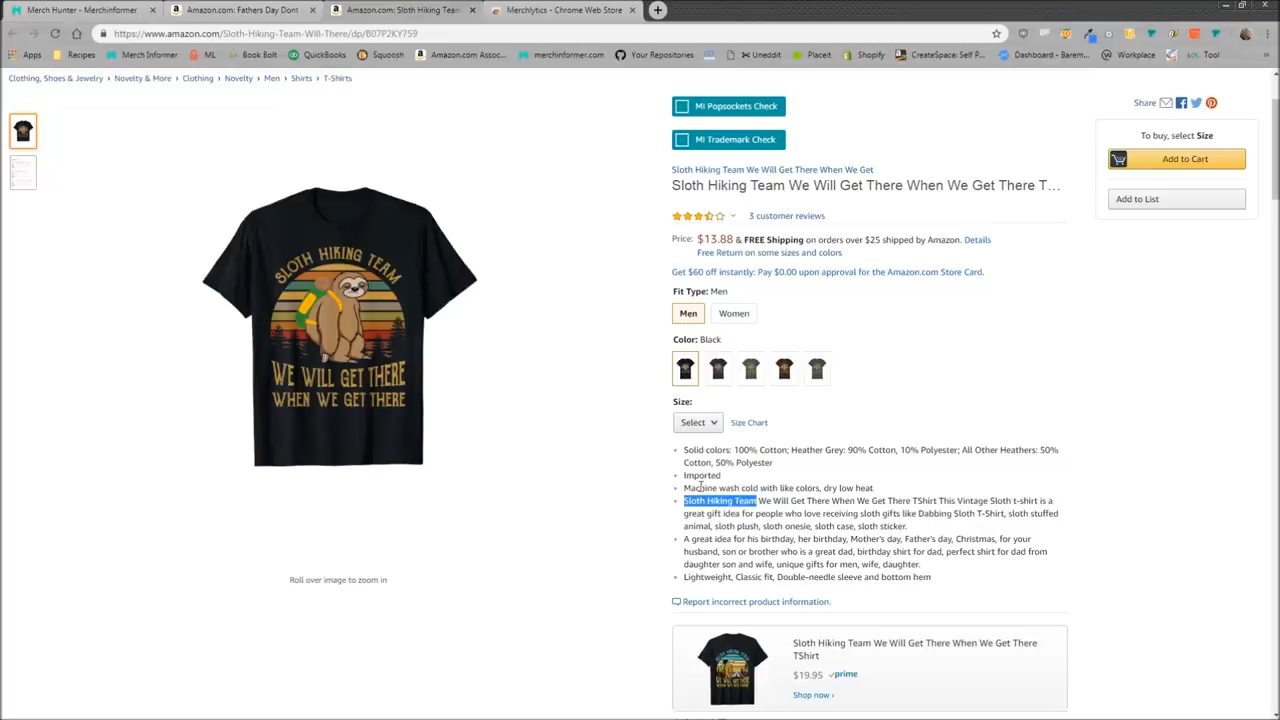 Merch Hunter - Merchinformer
Amazon.com: Fathers Day Dont
Amazon.com: Sloth Hiking Team
Merchlytics - Chrome Web Store
https://www.amazon.com/Sloth-Hiking-Team-Will-There/dp/B07P2KY759
Apps
Recipes
Merch Informer
ML
Book Bolt
QuickBooks
Squoosh
Amazon.com Assoc...
merchinformer.com
Your Repositories
Uneddit
Placeit
Shopify
CreateSpace: Self P...
Dashboard - Barem...
Workplace
Tool
Clothing, Shoes & Jewelry › Novelty & More › Clothing › Novelty › Men › Shirts › T-Shirts
MI Popsockets Check
MI Trademark Check
Share
To buy, select Size
Add to Cart
Add to List
Sloth Hiking Team We Will Get There When We Get
Sloth Hiking Team We Will Get There When We Get There T...
3 customer reviews
Price: $13.88 & FREE Shipping on orders over $25 shipped by Amazon. Details
Free Return on some sizes and colors
Get $60 off instantly: Pay $0.00 upon approval for the Amazon.com Store Card.
Fit Type: Men
Men
Women
Color: Black
Size:
Select
Size Chart
SLOTH HIKING TEAM
WE WILL GET THERE
WHEN WE GET THERE
Roll over image to zoom in
Solid colors: 100% Cotton; Heather Grey: 90% Cotton, 10% Polyester; All Other Heathers: 50%
Cotton, 50% Polyester
Imported
Machine wash cold with like colors, dry low heat
Sloth Hiking Team We Will Get There When We Get There TShirt This Vintage Sloth t-shirt is a
great gift idea for people who love receiving sloth gifts like Dabbing Sloth T-Shirt, sloth stuffed
animal, sloth plush, sloth onesie, sloth case, sloth sticker.
A great idea for his birthday, her birthday, Mother's day, Father's day, Christmas, for your
husband, son or brother who is a great dad, birthday shirt for dad, perfect shirt for dad from
daughter son and wife, unique gifts for men, wife, daughter.
Lightweight, Classic fit, Double-needle sleeve and bottom hem
Report incorrect product information.
Sloth Hiking Team We Will Get There When We Get There
TShirt
$19.95 prime
Shop now ›